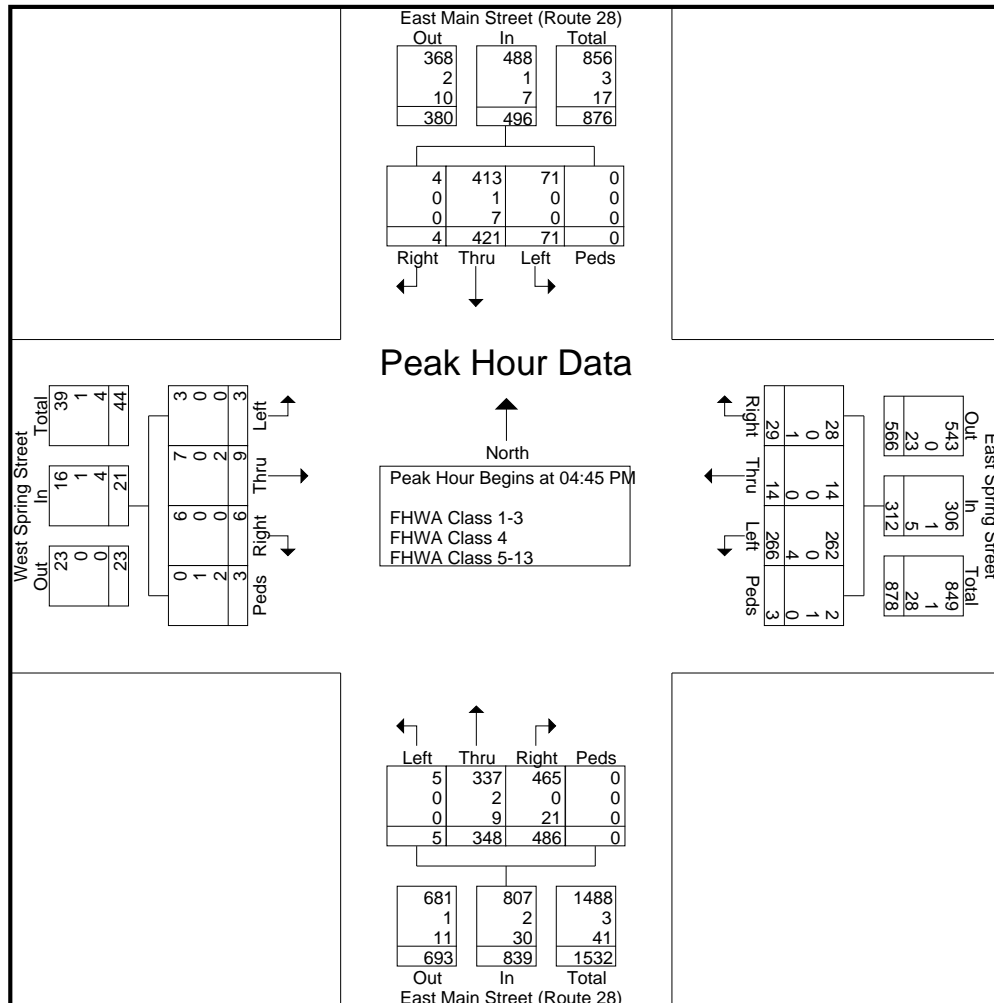 East Main Street (Route 28)
Out In Total
368 488 856
2 1 3
10 7 17
380 496 876
4 413 71 0
0 1 0 0
0 7 0 0
4 421 71 0
Right Thru Left Peds
Peak Hour Data
North
Peak Hour Begins at 04:45 PM
FHWA Class 1-3
FHWA Class 4
FHWA Class 5-13
West Spring Street
Out In Total
23 16 39
0 1 1
0 4 4
23 21 44
0 6 7 3
1 0 0 0
2 0 2 0
3 6 9 3
Peds Right Thru Left
East Spring Street
Out In Total
543 306 849
0 1 1
23 5 28
566 312 878
28 14 262 2
0 0 0 1
1 0 4 0
29 14 266 3
Right Thru Left Peds
Left Thru Right Peds
5 337 465 0
0 2 0 0
0 9 21 0
5 348 486 0
681 807 1488
1 2 3
11 30 41
693 839 1532
Out In Total
East Main Street (Route 28)